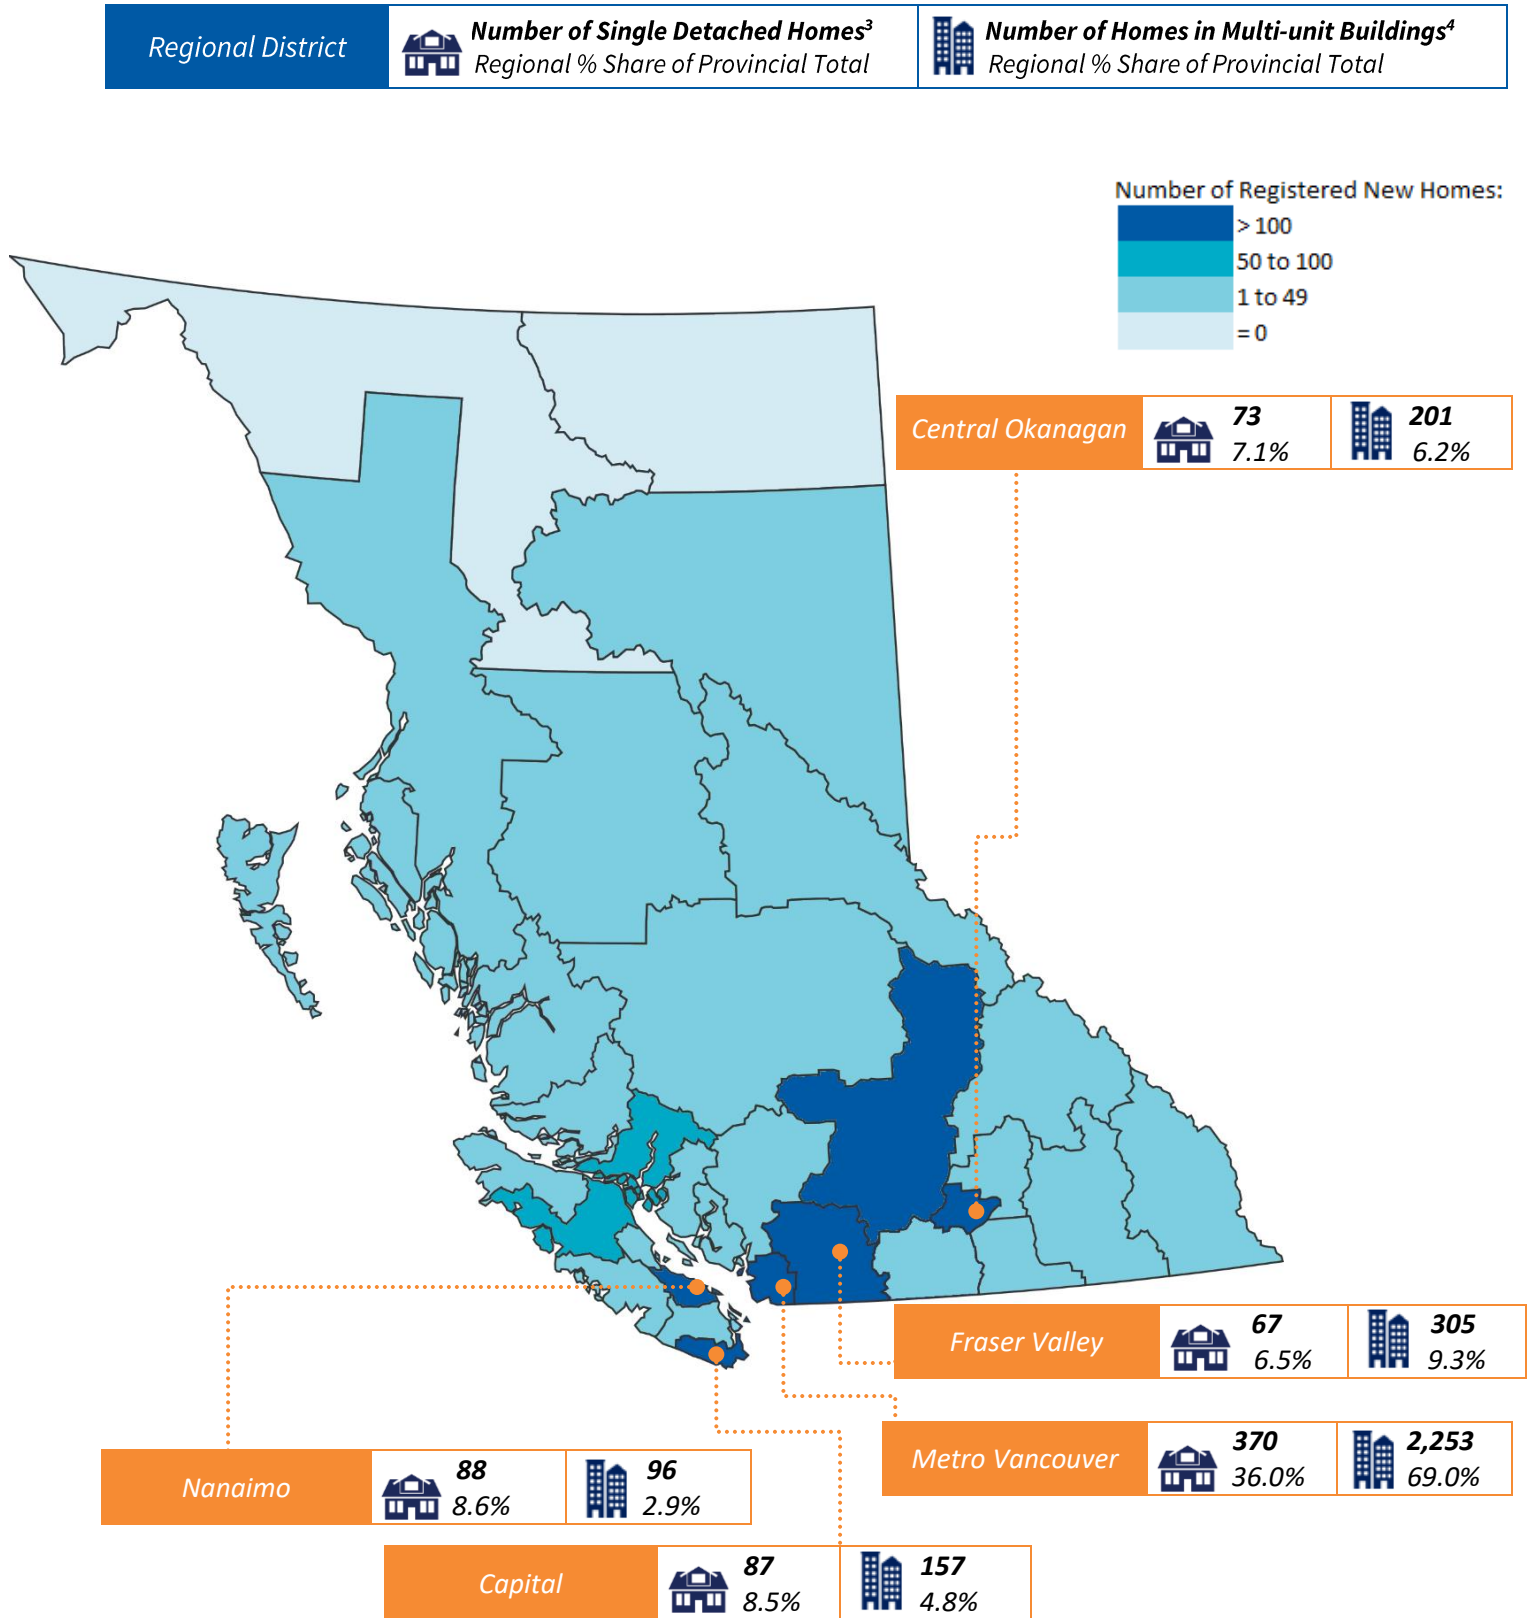 Regional District
Number of Single Detached Homes³
Regional % Share of Provincial Total
Number of Homes in Multi-unit Buildings⁴
Regional % Share of Provincial Total
Number of Registered New Homes:
> 100
50 to 100
1 to 49
= 0
Central Okanagan
73
7.1%
201
6.2%
Fraser Valley
67
6.5%
305
9.3%
Metro Vancouver
370
36.0%
2,253
69.0%
Nanaimo
88
8.6%
96
2.9%
Capital
87
8.5%
157
4.8%